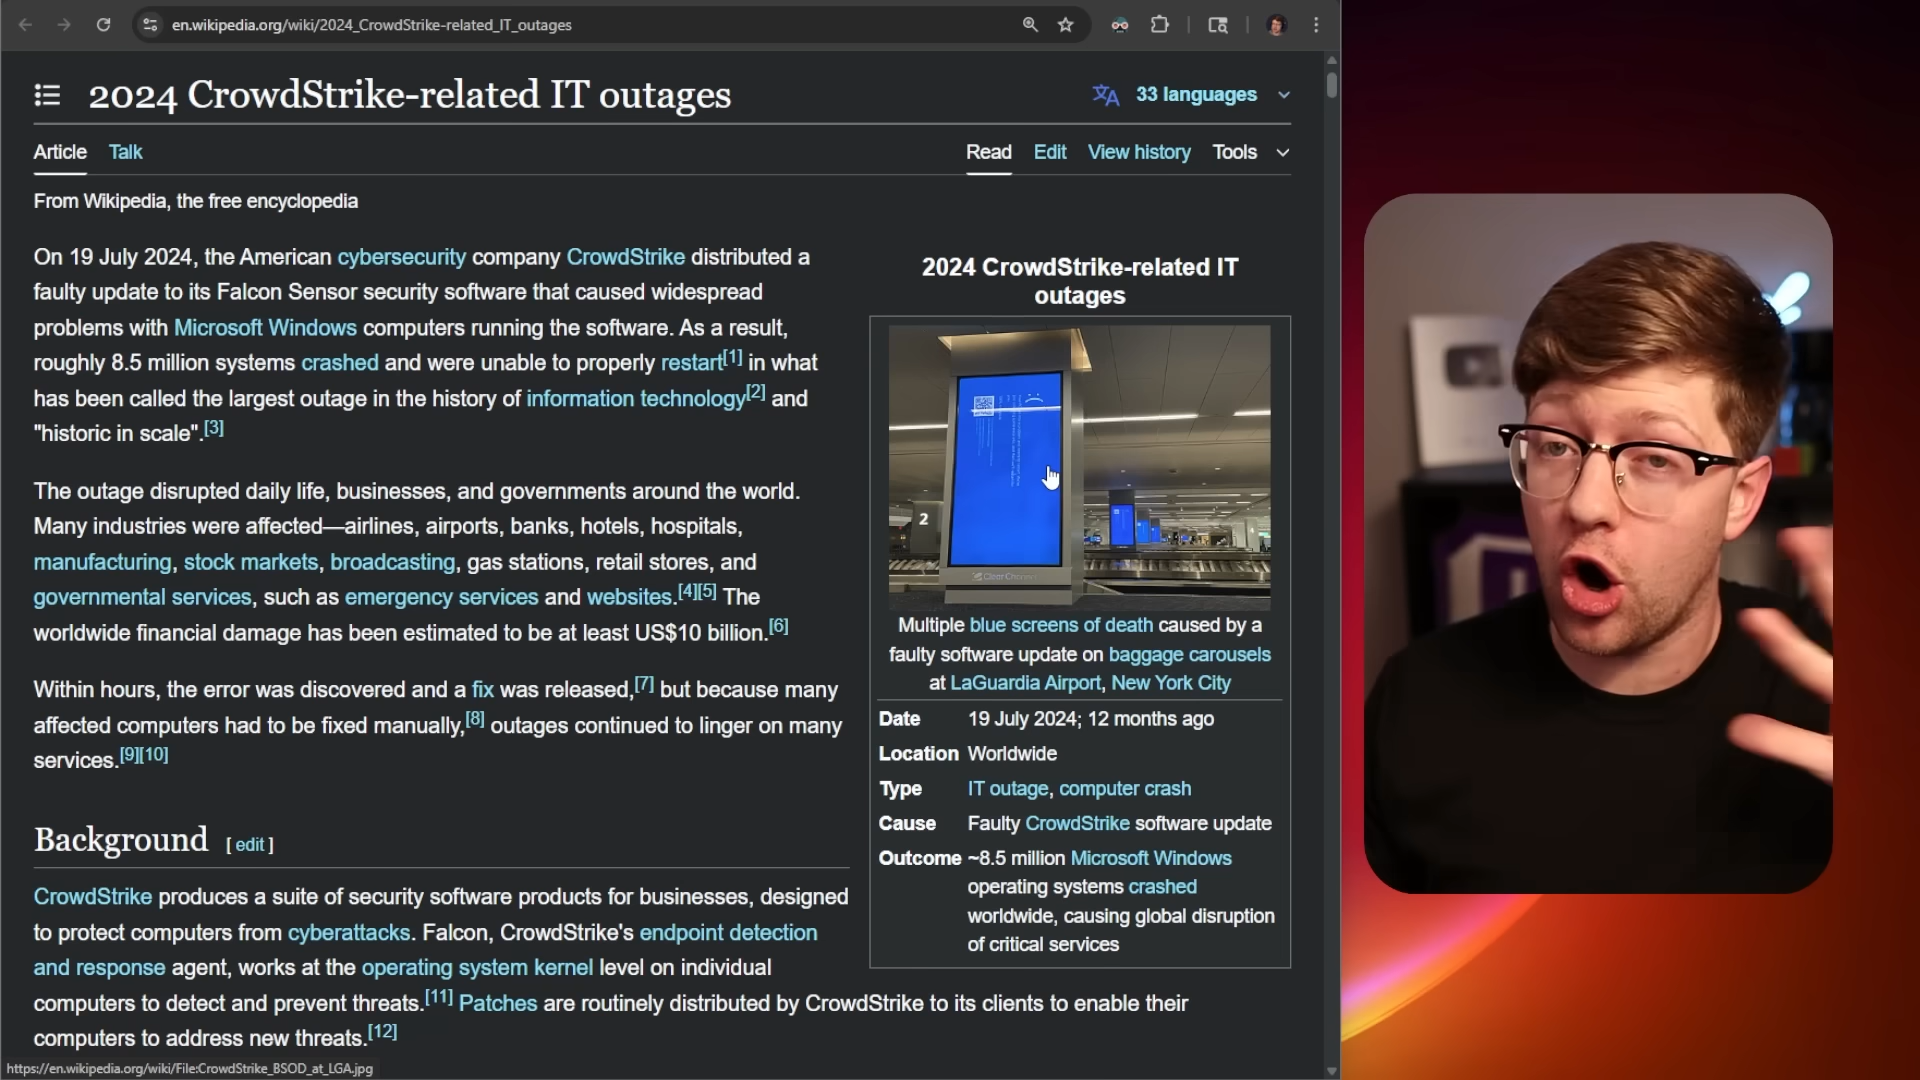 en.wikipedia.org/wiki/2024_CrowdStrike-related_IT_outages
2024 CrowdStrike-related IT outages
33 languages
Article Talk
Read Edit View history Tools
From Wikipedia, the free encyclopedia
On 19 July 2024, the American cybersecurity company CrowdStrike distributed a
faulty update to its Falcon Sensor security software that caused widespread
problems with Microsoft Windows computers running the software. As a result,
roughly 8.5 million systems crashed and were unable to properly restart[1] in what
has been called the largest outage in the history of information technology[2] and
"historic in scale".[3]
The outage disrupted daily life, businesses, and governments around the world.
Many industries were affected—airlines, airports, banks, hotels, hospitals,
manufacturing, stock markets, broadcasting, gas stations, retail stores, and
governmental services, such as emergency services and websites.[4][5] The
worldwide financial damage has been estimated to be at least US$10 billion.[6]
Within hours, the error was discovered and a fix was released,[7] but because many
affected computers had to be fixed manually,[8] outages continued to linger on many
services.[9][10]
2024 CrowdStrike-related IT
outages
2
ClearChannel
Multiple blue screens of death caused by a
faulty software update on baggage carousels
at LaGuardia Airport, New York City
Date 19 July 2024; 12 months ago
Location Worldwide
Type IT outage, computer crash
Cause Faulty CrowdStrike software update
Outcome ~8.5 million Microsoft Windows
operating systems crashed
worldwide, causing global disruption
of critical services
Background [ edit ]
CrowdStrike produces a suite of security software products for businesses, designed
to protect computers from cyberattacks. Falcon, CrowdStrike's endpoint detection
and response agent, works at the operating system kernel level on individual
computers to detect and prevent threats.[11] Patches are routinely distributed by CrowdStrike to its clients to enable their
computers to address new threats.[12]
https://en.wikipedia.org/wiki/File:CrowdStrike_BSOD_at_LGA.jpg